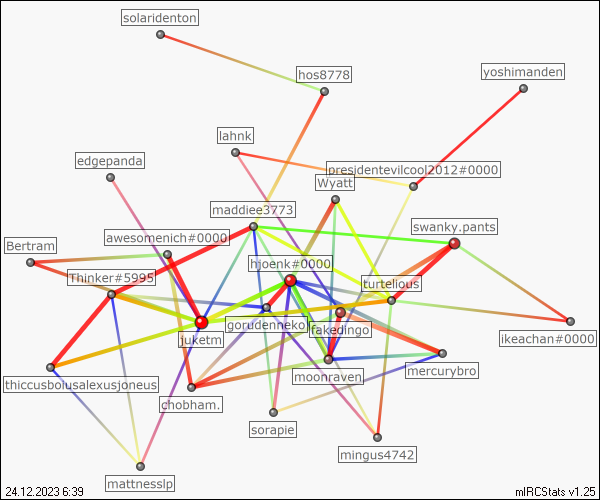 solaridenton
hos8778
yoshimanden
lahnk
edgepanda
presidentevilcool2012#0000
Wyatt
maddiee3773
swanky.pants
awesomenich#0000
Bertram
hjoenk#0000
Thinker#5995
turtelious
gorudenneko
fakedingo
juketm
ikeachan#0000
moonraven
mercurybro
thiccusbolusalexusjoneus
chobham.
sorapie
mingus4742
mattnesslp
24.12.2023 6:39
mIRCStats v1.25